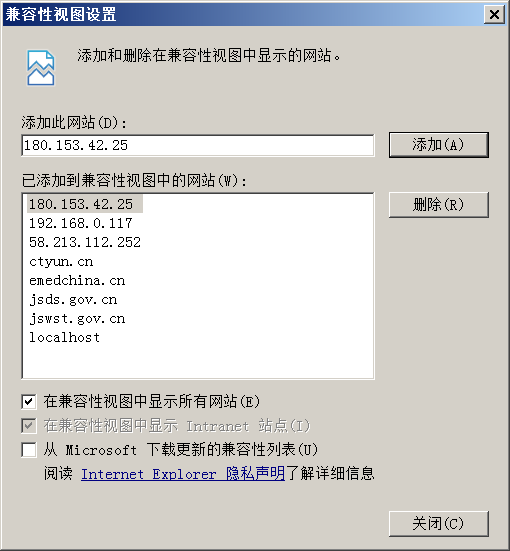 兼容性视图设置
添加和删除在兼容性视图中显示的网站。
添加此网站(D):
180.153.42.25
添加(A)
已添加到兼容性视图中的网站(W):
180.153.42.25
删除(R)
192.168.0.117
58.213.112.252
ctyun.cn
emedchina.cn
jsds.gov.cn
jswst.gov.cn
localhost
在兼容性视图中显示所有网站(E)
在兼容性视图中显示 Intranet 站点(I)
从 Microsoft 下载更新的兼容性列表(U)
阅读 Internet Explorer 隐私声明了解详细信息
关闭(C)